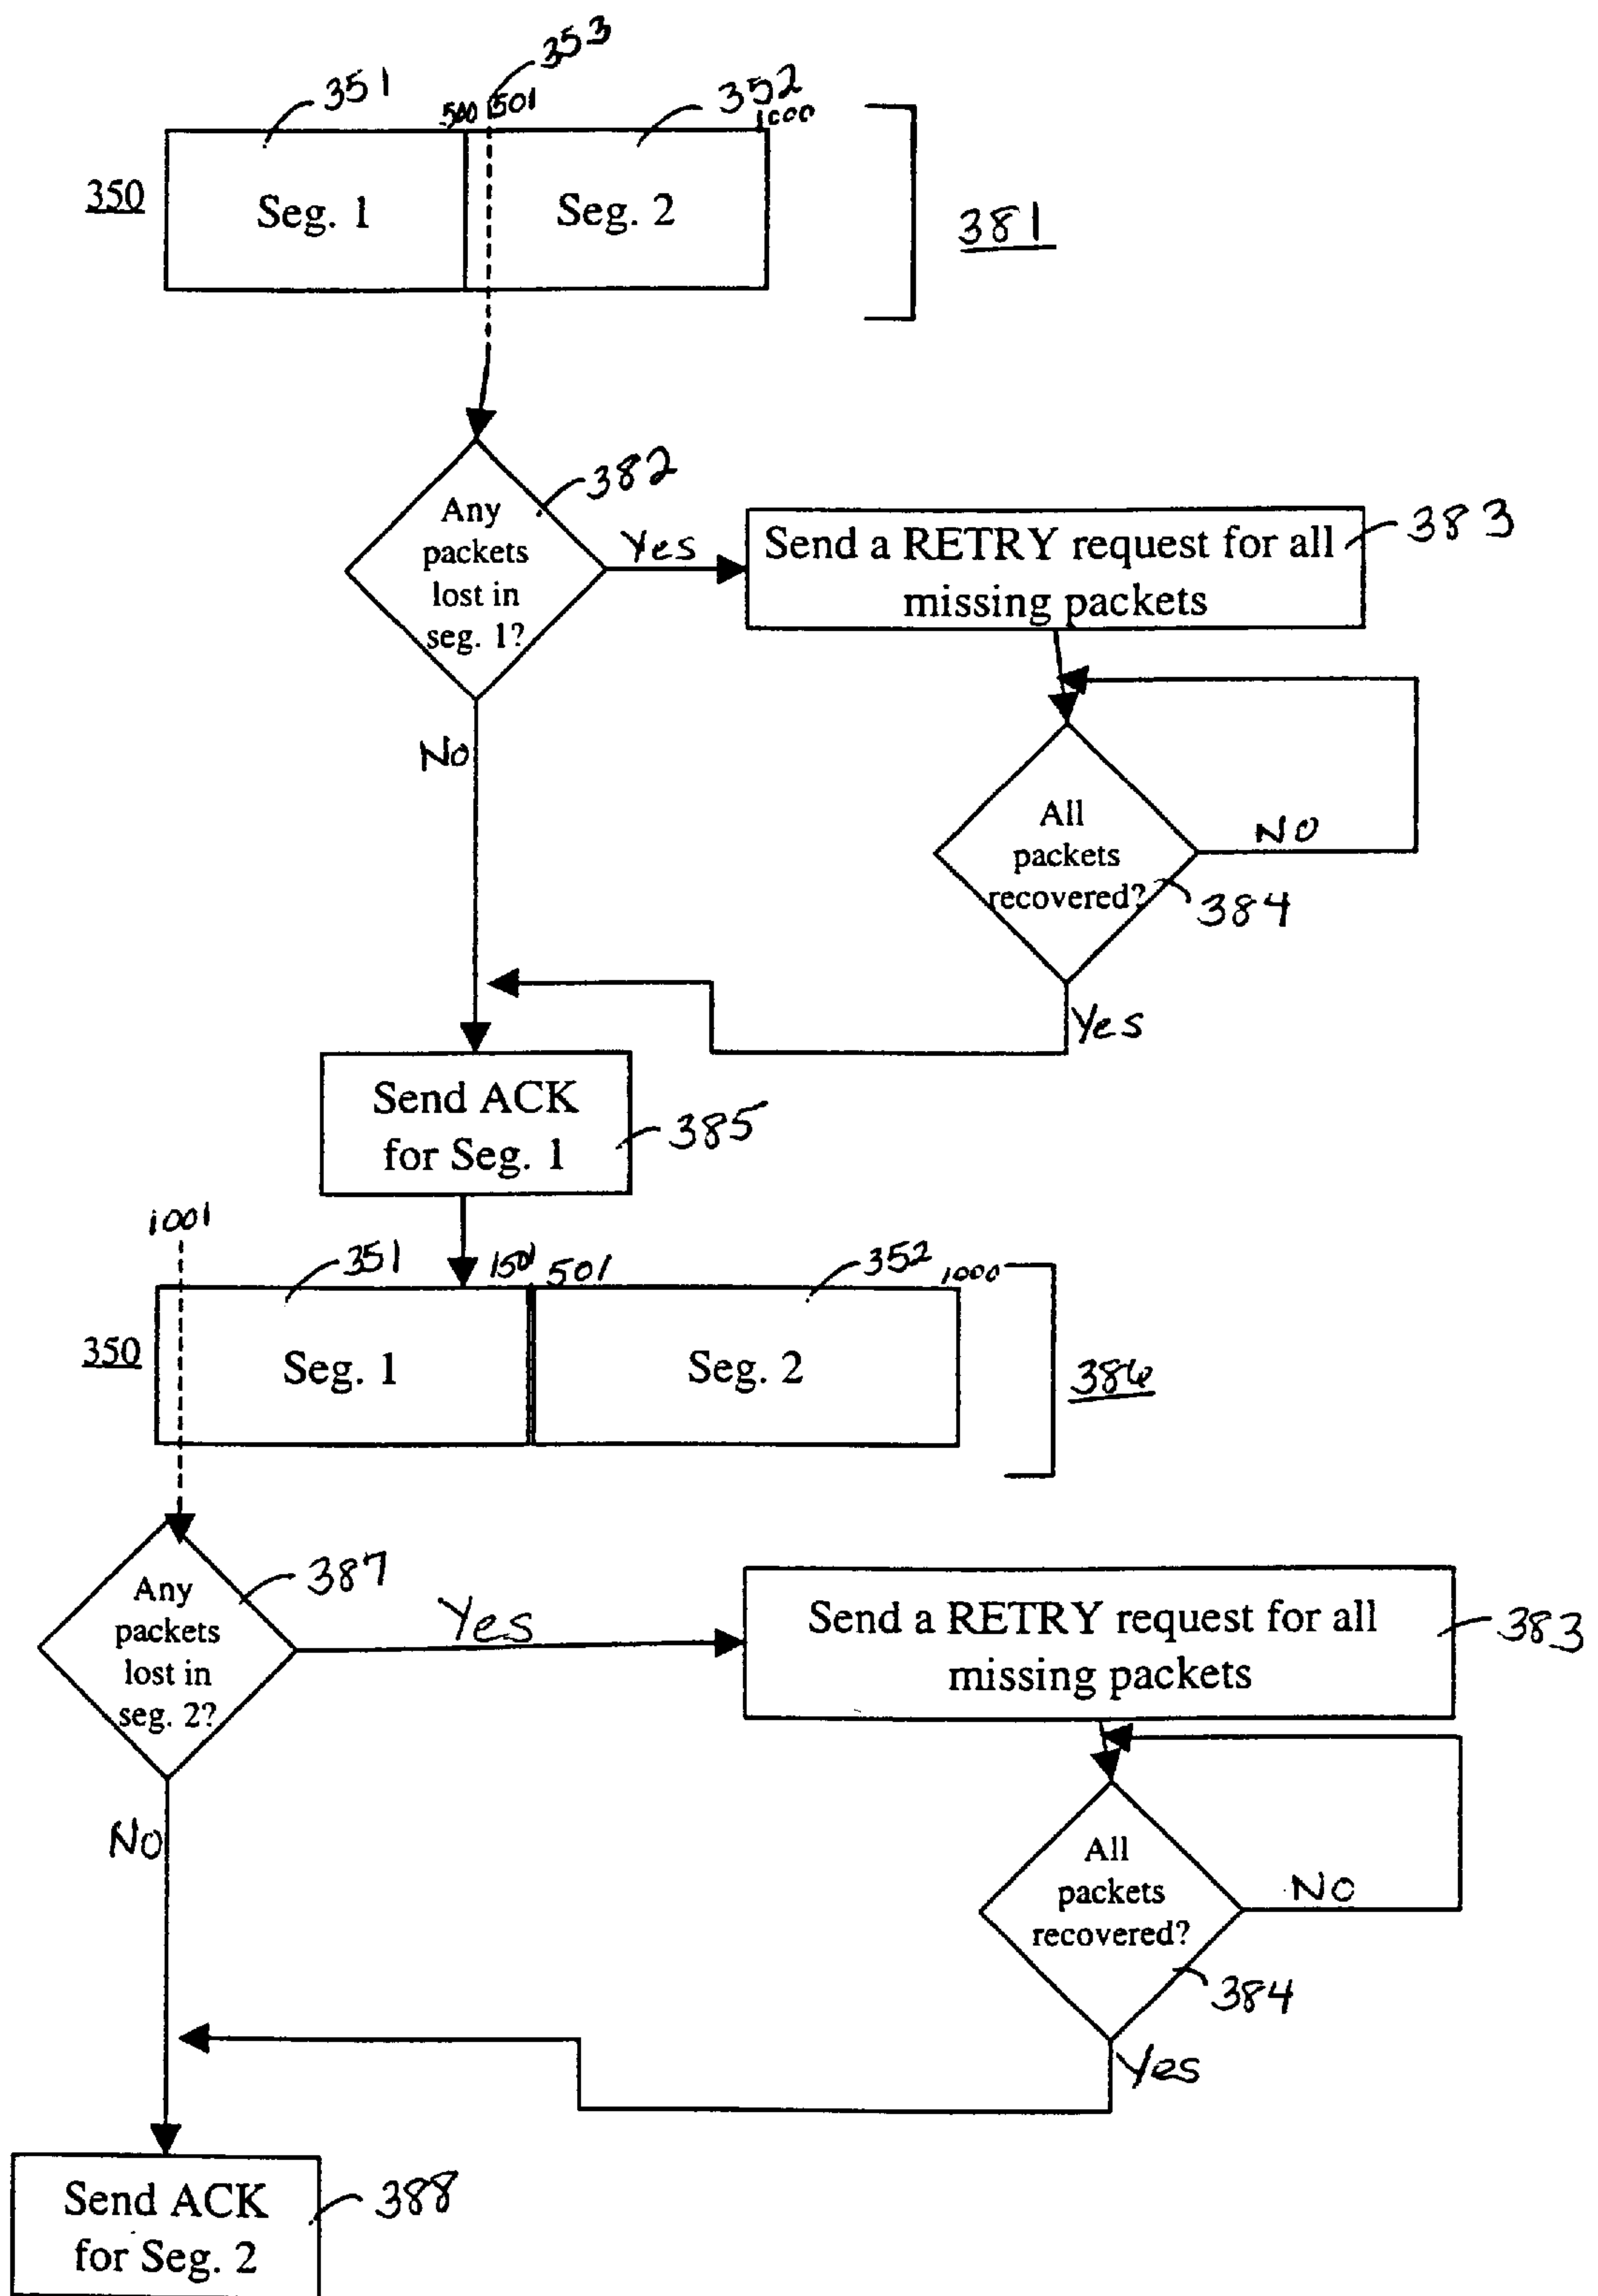 353
351
500
501
352
1000
350
Seg. 1
Seg. 2
381
382
Any
packets
lost in
seg. 1?
Yes
Send a RETRY request for all
missing packets
383
No
All
packets
recovered?
NO
384
Yes
Send ACK
for Seg. 1
385
1001
351
1501
501
352
1000
350
Seg. 1
Seg. 2
386
387
Any
packets
lost in
seg. 2?
Yes
Send a RETRY request for all
missing packets
383
No
All
packets
recovered?
NO
384
Yes
Send ACK
for Seg. 2
388